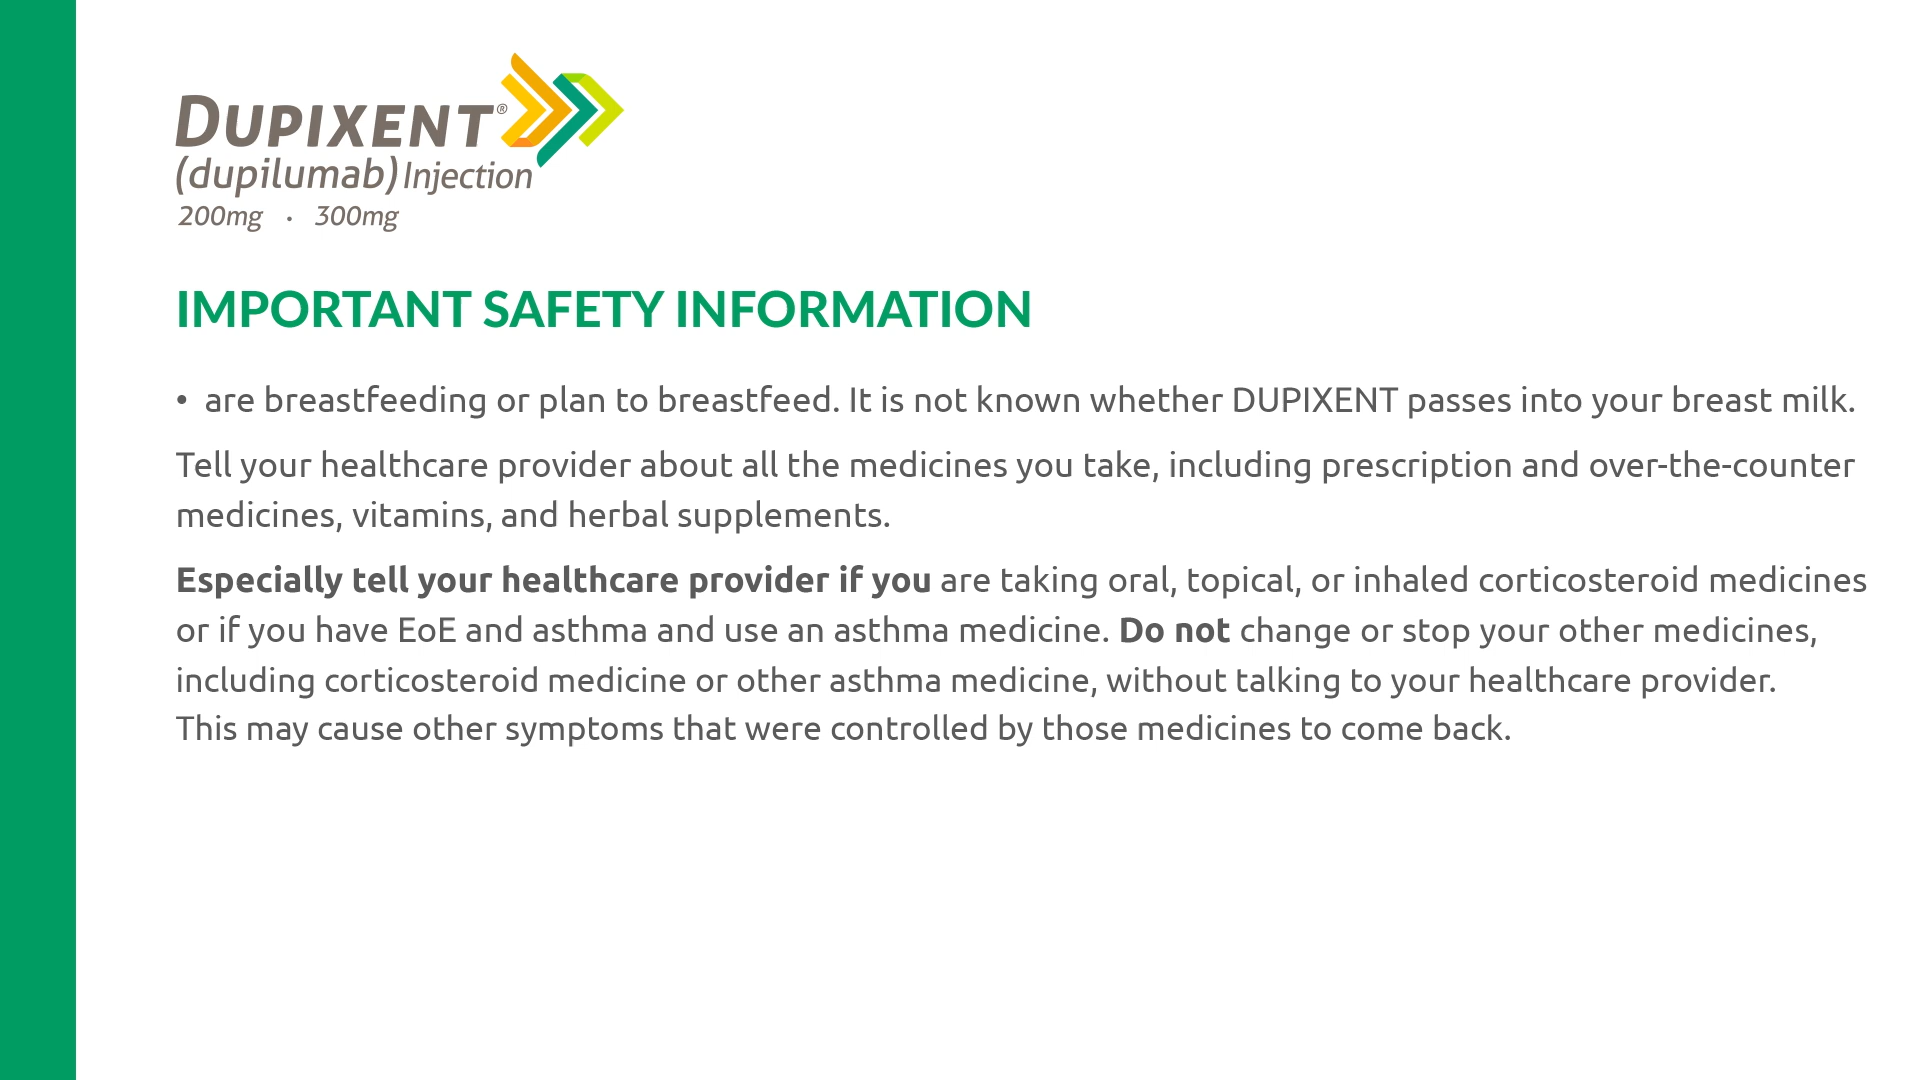 DUPIXENT®
(dupilumab) Injection
200mg · 300mg
IMPORTANT SAFETY INFORMATION
• are breastfeeding or plan to breastfeed. It is not known whether DUPIXENT passes into your breast milk.
Tell your healthcare provider about all the medicines you take, including prescription and over-the-counter
medicines, vitamins, and herbal supplements.
Especially tell your healthcare provider if you are taking oral, topical, or inhaled corticosteroid medicines
or if you have EoE and asthma and use an asthma medicine. Do not change or stop your other medicines,
including corticosteroid medicine or other asthma medicine, without talking to your healthcare provider.
This may cause other symptoms that were controlled by those medicines to come back.